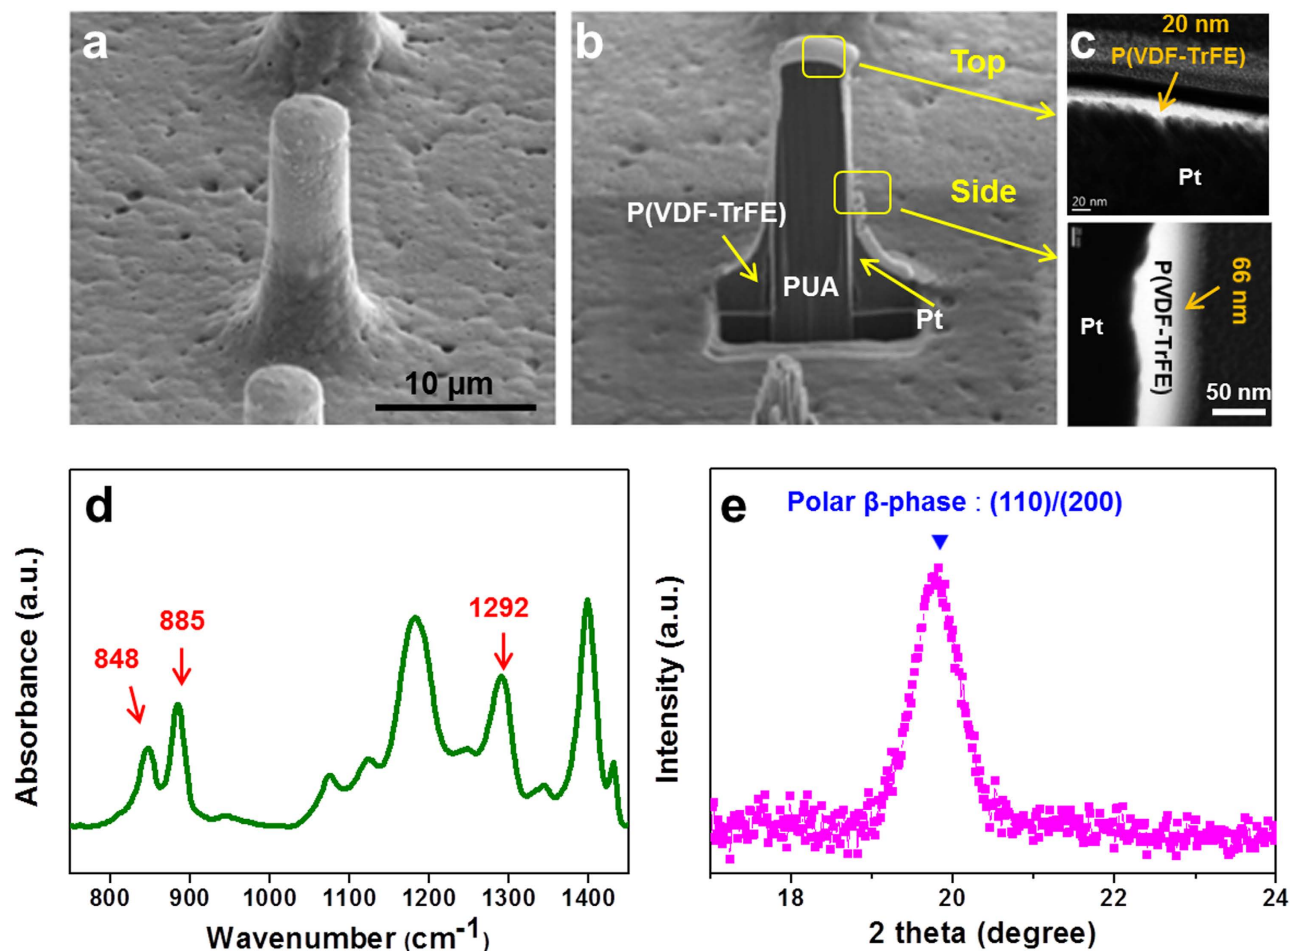 a
10 µm
b
Top
Side
P(VDF-TrFE)
PUA
Pt
c
20 nm
P(VDF-TrFE)
Pt
20 nm
Pt
P(VDF-TrFE)
66 nm
50 nm
d
848
885
1292
Absorbance (a.u.)
800 900 1000 1100 1200 1300 1400
Wavenumber (cm⁻¹)
e
Polar β-phase : (110)/(200)
Intensity (a.u.)
18 20 22 24
2 theta (degree)